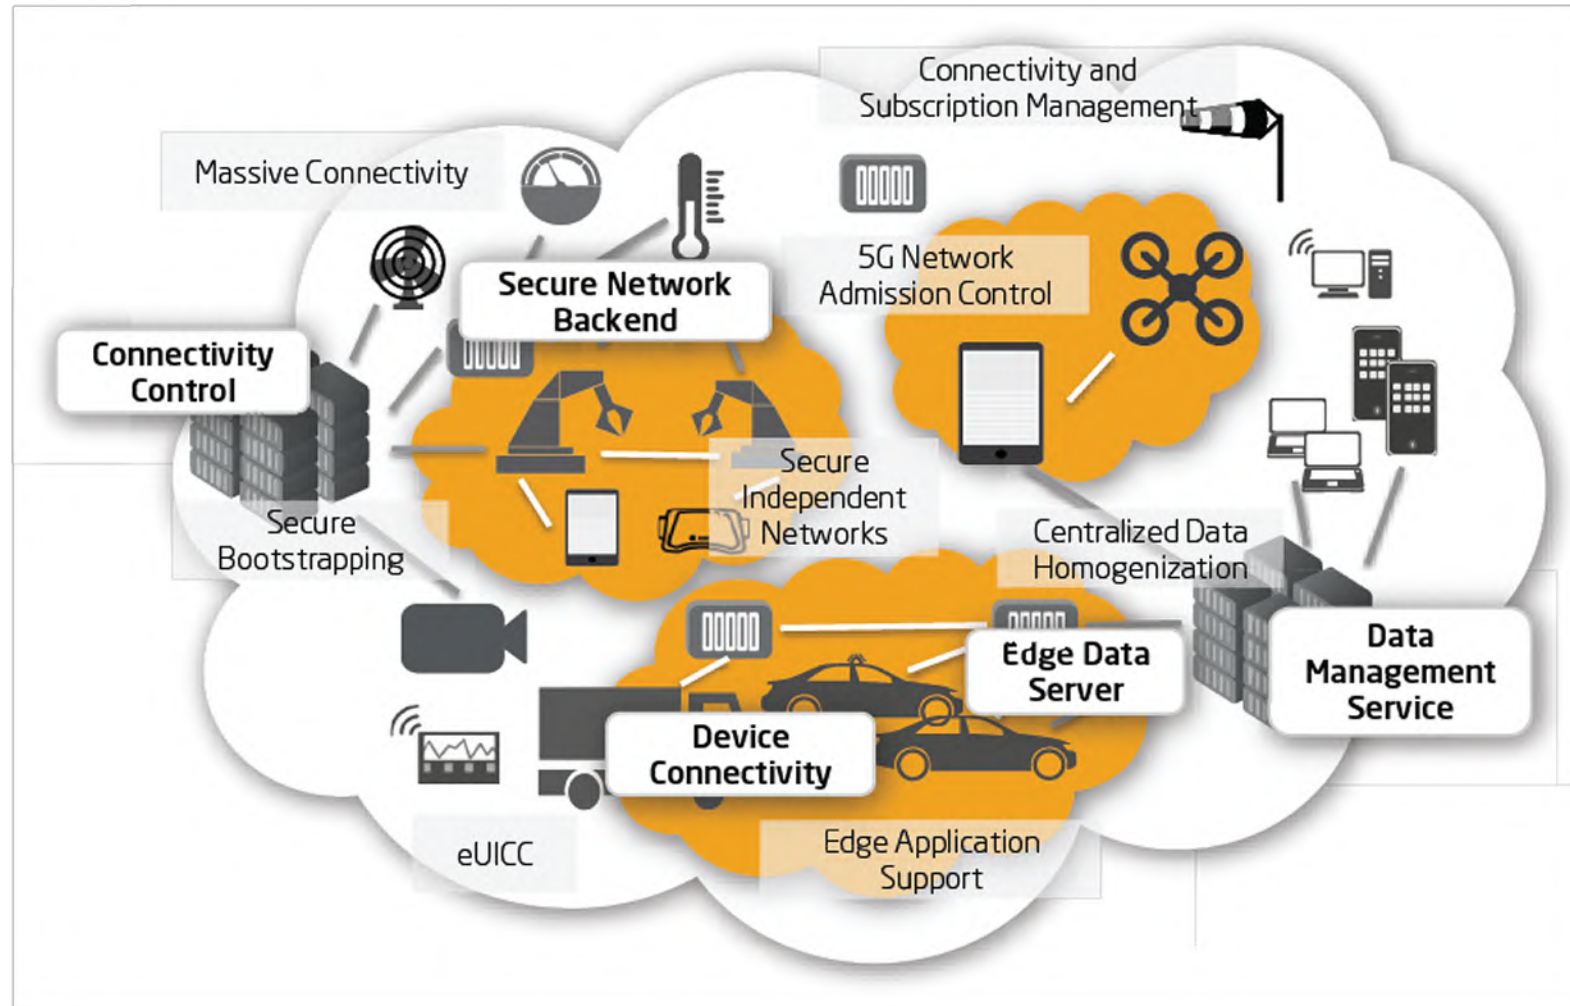 Connectivity and
Subscription Management
Massive Connectivity
5G Network
Admission Control
Secure Network
Backend
Connectivity
Control
Secure
Independent
Networks
Secure
Bootstrapping
Centralized Data
Homogenization
Edge Data
Server
Data
Management
Service
Device
Connectivity
eUICC
Edge Application
Support